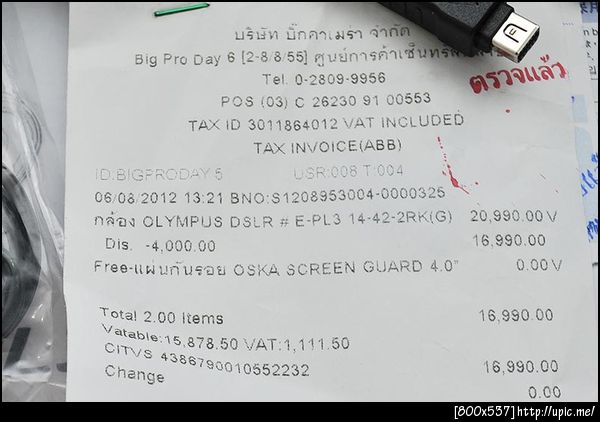 บริษัท บิ๊กคาเมร่า จำกัด
Big Pro Day 6 [2-8/8/55] ศูนย์การค้าเซ็นทรัล
Tel. 0-2809-9956
ตรวจแล้ว
POS (03) C 26230 91 00553
TAX ID 3011864012 VAT INCLUDED
TAX INVOICE(ABB)
ID:BIGPRODAY 5 USR:008 T:004
06/08/2012 13:21 BNO:S1208953004-0000325
กล้อง OLYMPUS DSLR # E-PL3 14-42-2RK(G) 20,990.00 V
Dis. -4,000.00 16,990.00
Free-แผ่นกันรอย OSKA SCREEN GUARD 4.0" 0.00 V
Total 2.00 Items 16,990.00
Vatable:15,878.50 VAT:1,111.50
CITVS 4386790010552232 16,990.00
Change 0.00
[800x537]http://upic.me/